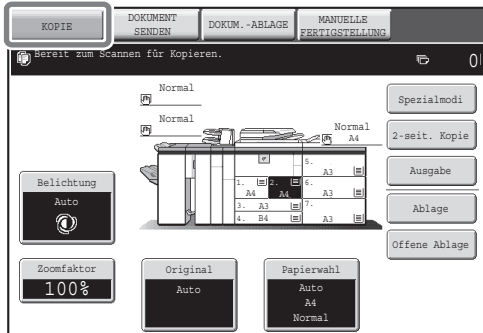 KOPIE
DOKUMENT
SENDEN
DOKUM.-ABLAGE
MANUELLE
FERTIGSTELLUNG
Bereit zum Scannen für Kopieren.
0
Normal
Normal
Normal
A4
Spezialmodi
2-seit. Kopie
Ausgabe
Ablage
Offene Ablage
1.
A4
2.
A4
3. A3
4. B4
5.
A3
6.
A3
7.
A3
Belichtung
Auto
Zoomfaktor
100%
Original
Auto
Papierwahl
Auto
A4
Normal